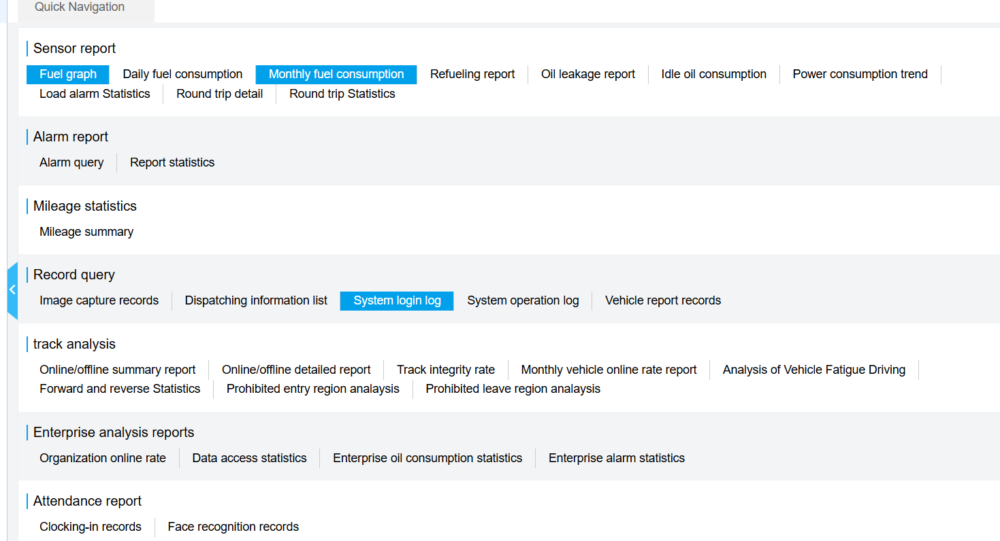 Quick Navigation
Sensor report
Fuel graph Daily fuel consumption Monthly fuel consumption Refueling report Oil leakage report Idle oil consumption Power consumption trend
Load alarm Statistics Round trip detail Round trip Statistics
Alarm report
Alarm query Report statistics
Mileage statistics
Mileage summary
Record query
Image capture records Dispatching information list System login log System operation log Vehicle report records
track analysis
Online/offline summary report Online/offline detailed report Track integrity rate Monthly vehicle online rate report Analysis of Vehicle Fatigue Driving
Forward and reverse Statistics Prohibited entry region analaysis Prohibited leave region analaysis
Enterprise analysis reports
Organization online rate Data access statistics Enterprise oil consumption statistics Enterprise alarm statistics
Attendance report
Clocking-in records Face recognition records